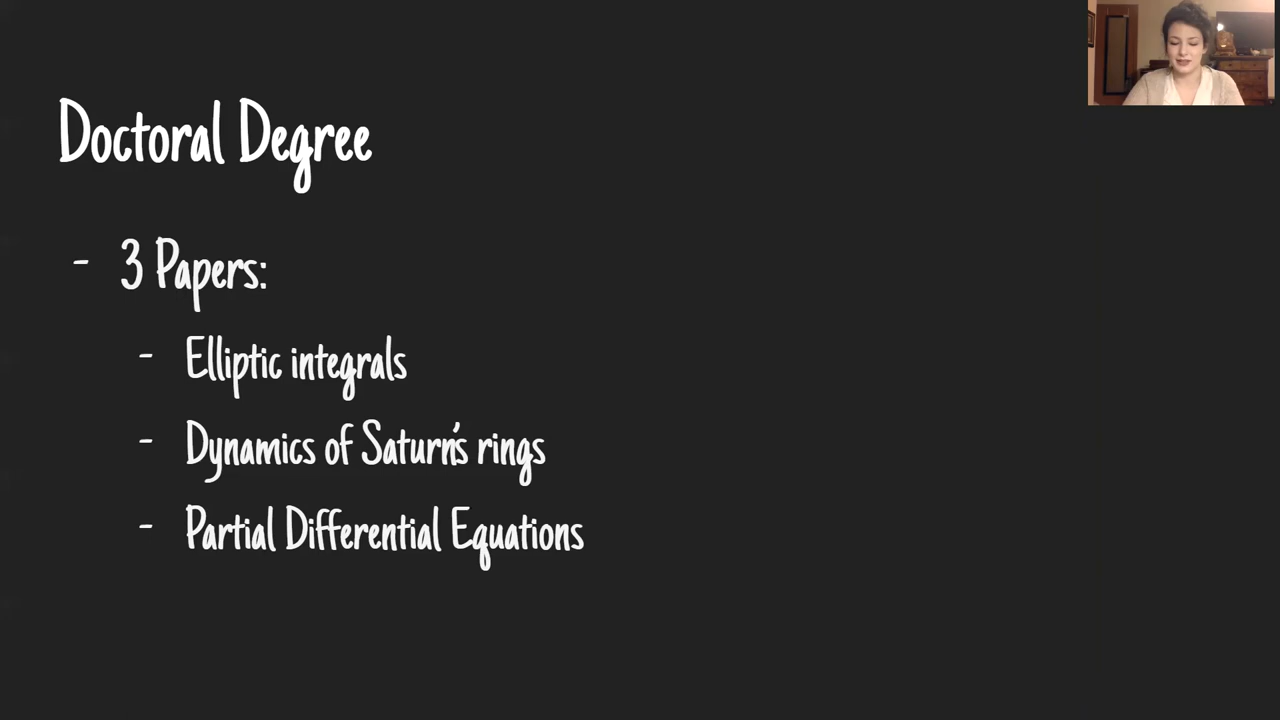 Doctoral Degree
- 3 Papers:
- Elliptic integrals
- Dynamics of Saturn's rings
- Partial Differential Equations